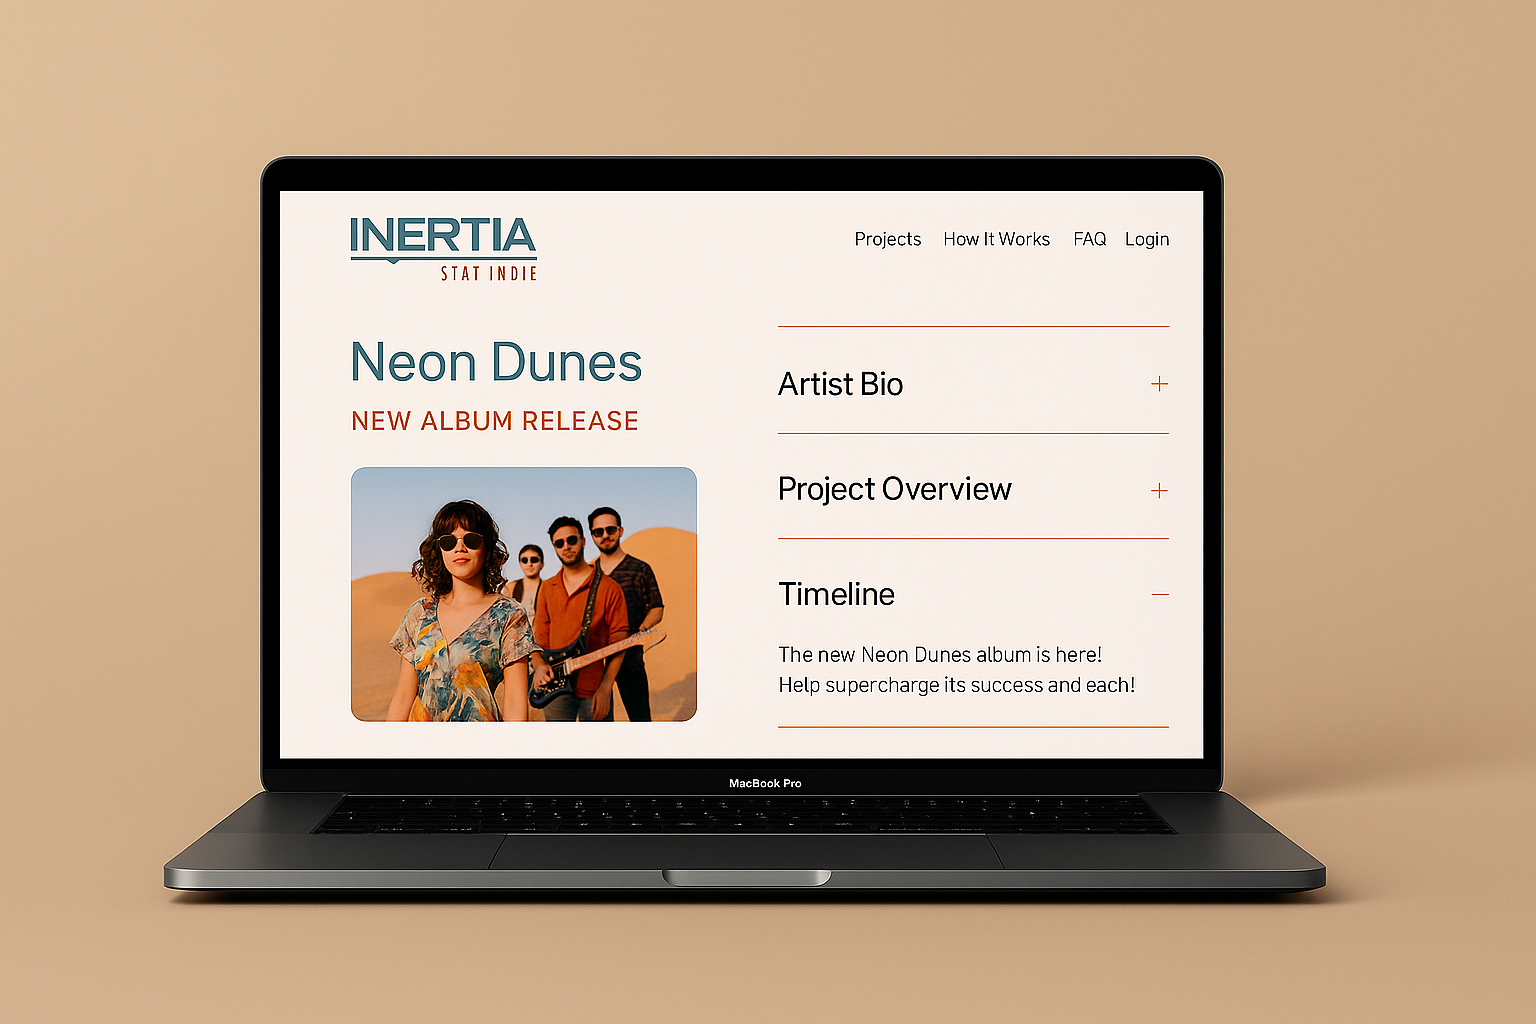 INERTIA
STAT INDIE
Projects How It Works FAQ Login
Neon Dunes
NEW ALBUM RELEASE
Artist Bio
+
Project Overview
+
Timeline
—
The new Neon Dunes album is here!
Help supercharge its success and each!
MacBook Pro